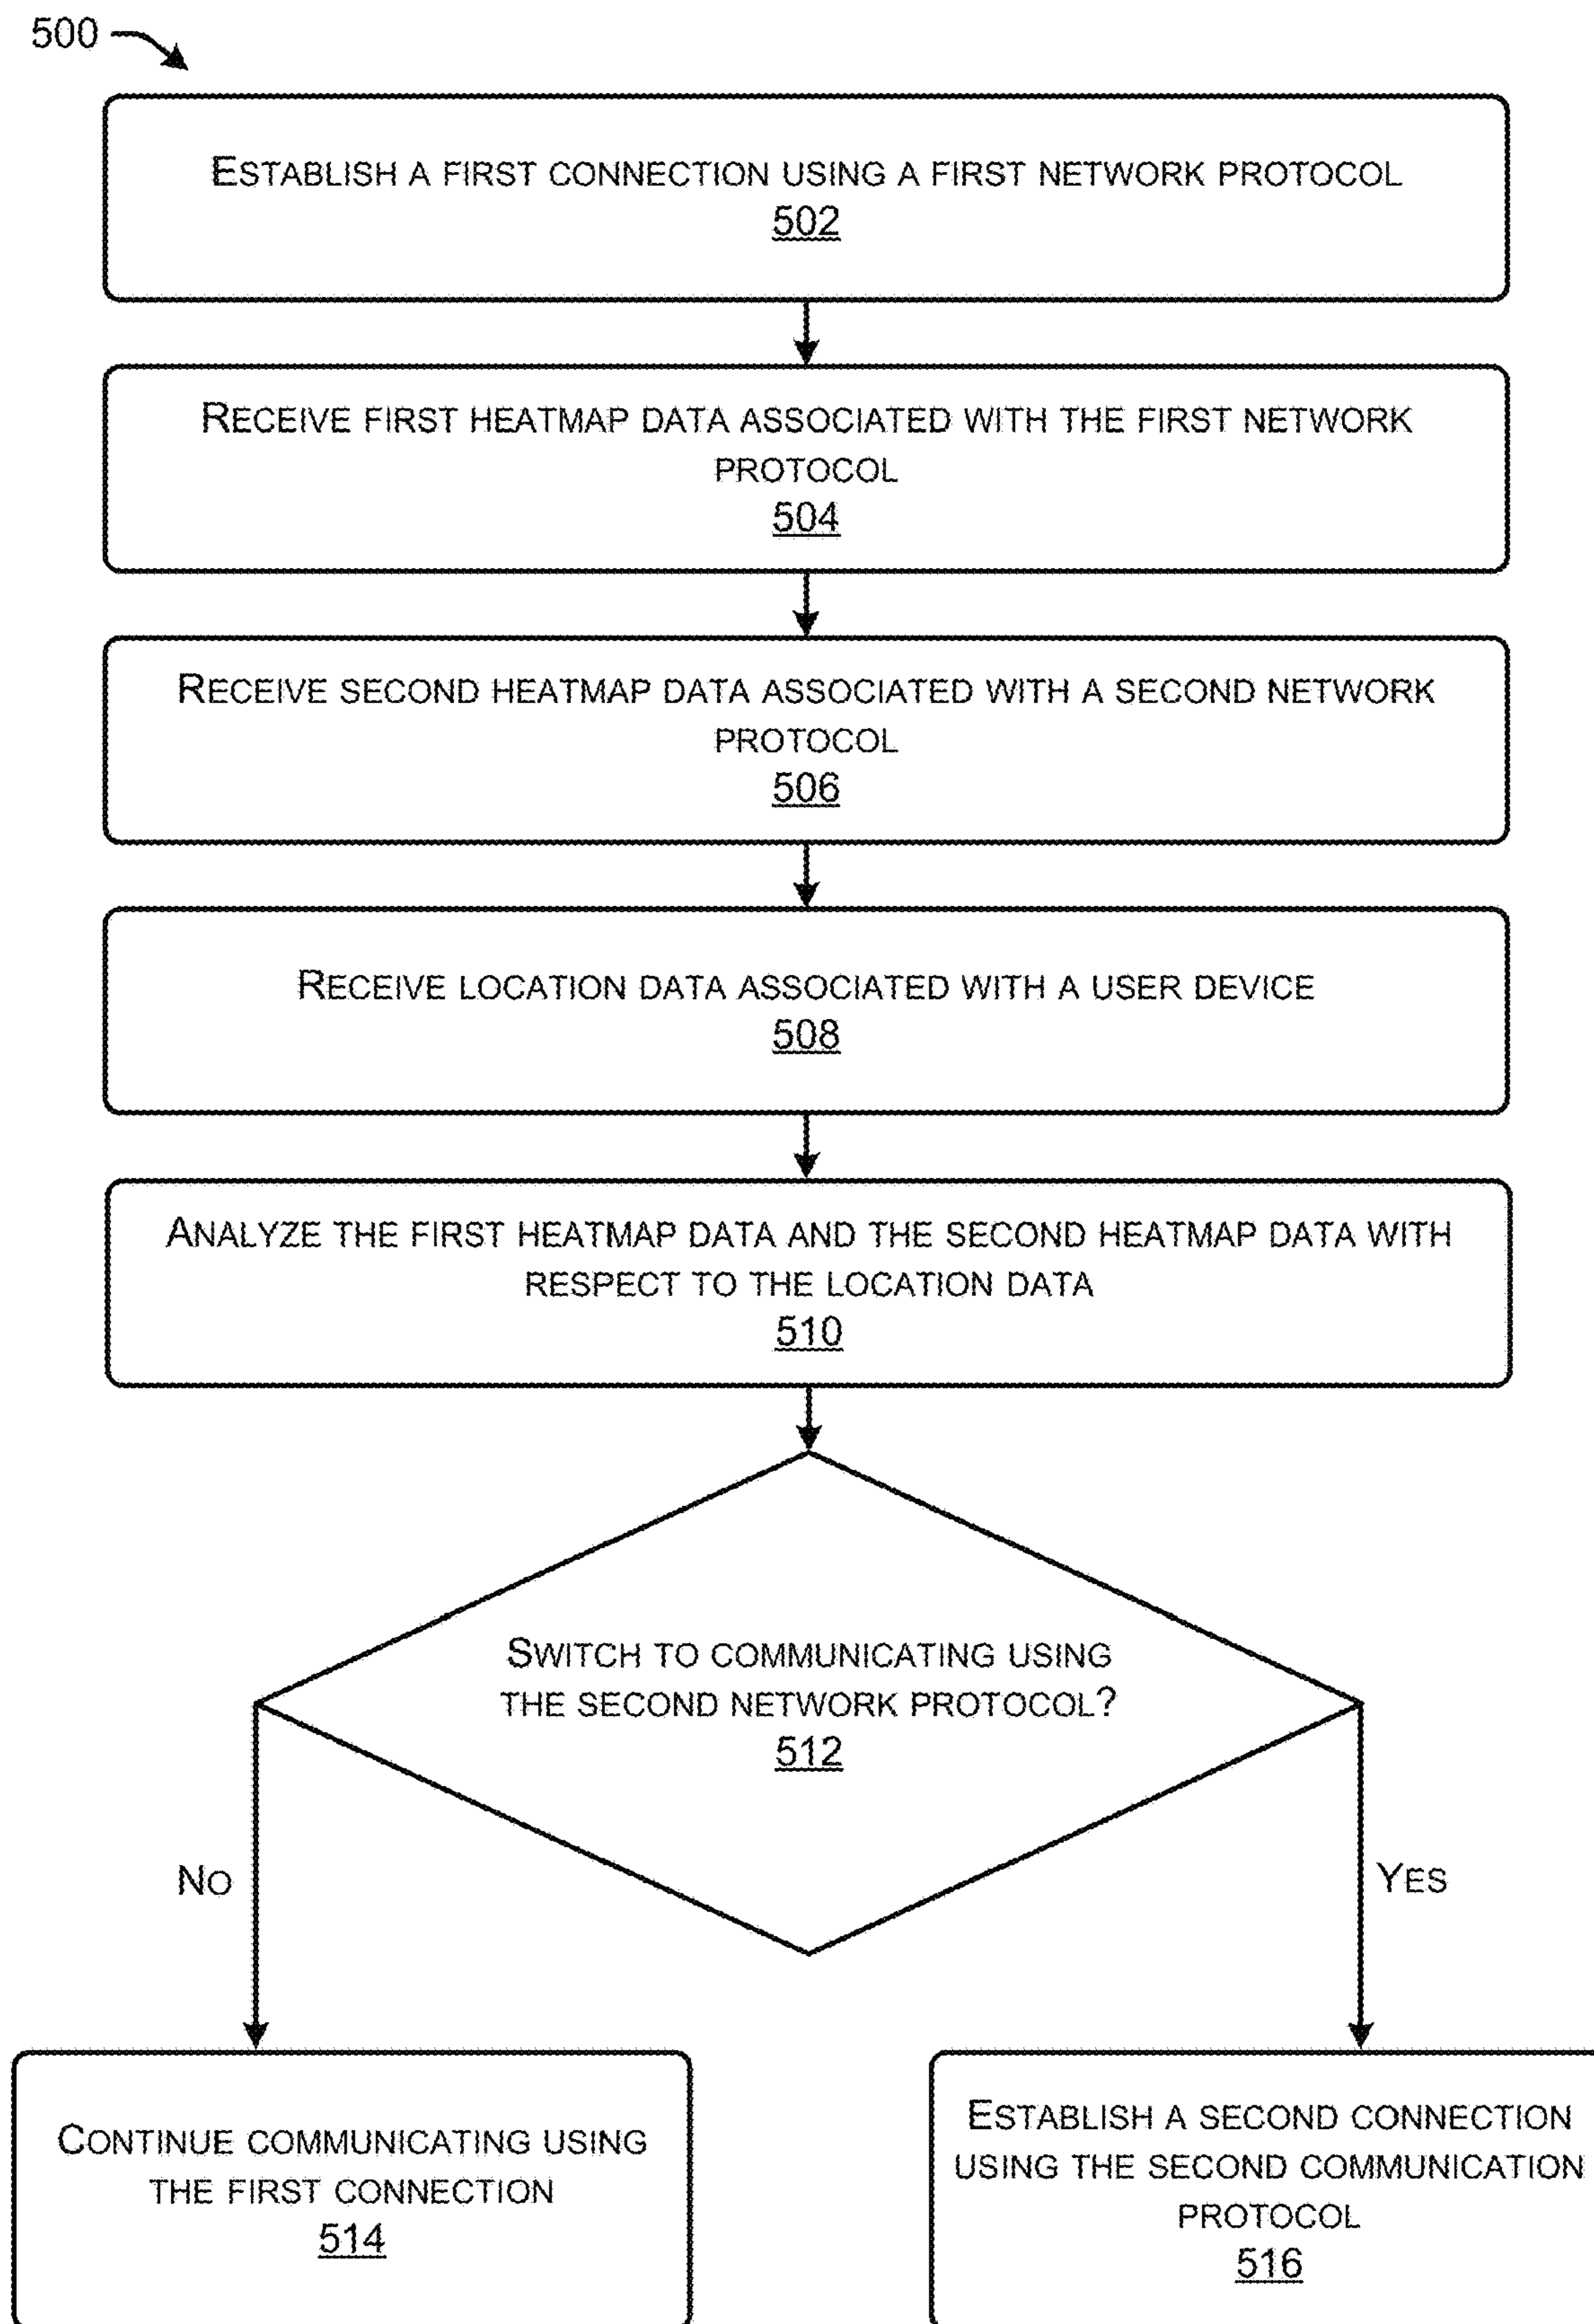 500
ESTABLISH A FIRST CONNECTION USING A FIRST NETWORK PROTOCOL
502
RECEIVE FIRST HEATMAP DATA ASSOCIATED WITH THE FIRST NETWORK
PROTOCOL
504
RECEIVE SECOND HEATMAP DATA ASSOCIATED WITH A SECOND NETWORK
PROTOCOL
506
RECEIVE LOCATION DATA ASSOCIATED WITH A USER DEVICE
508
ANALYZE THE FIRST HEATMAP DATA AND THE SECOND HEATMAP DATA WITH
RESPECT TO THE LOCATION DATA
510
SWITCH TO COMMUNICATING USING
THE SECOND NETWORK PROTOCOL?
512
NO
YES
CONTINUE COMMUNICATING USING
THE FIRST CONNECTION
514
ESTABLISH A SECOND CONNECTION
USING THE SECOND COMMUNICATION
PROTOCOL
516